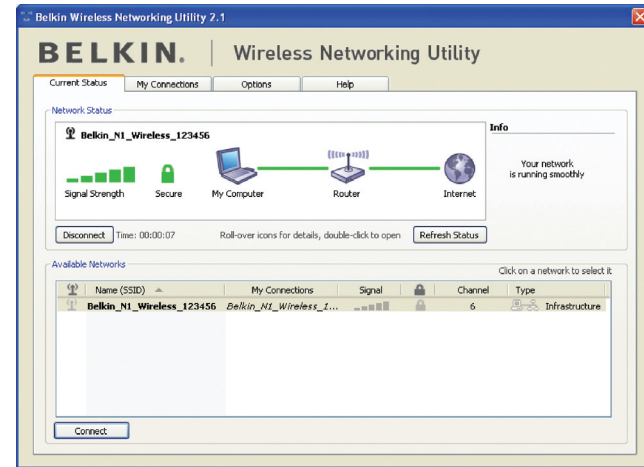 Belkin Wireless Networking Utility 2.1
BELKIN. | Wireless Networking Utility
Current Status My Connections Options Help
Network Status
Belkin_N1_Wireless_123456
Info
Your network
is running smoothly
Signal Strength Secure My Computer Router Internet
Disconnect Time: 00:00:07 Roll-over icons for details, double-click to open Refresh Status
Available Networks
Click on a network to select it
Name (SSID) My Connections Signal Channel Type
Belkin_N1_Wireless_123456 Belkin_N1_Wireless_1... 6 Infrastructure
Connect